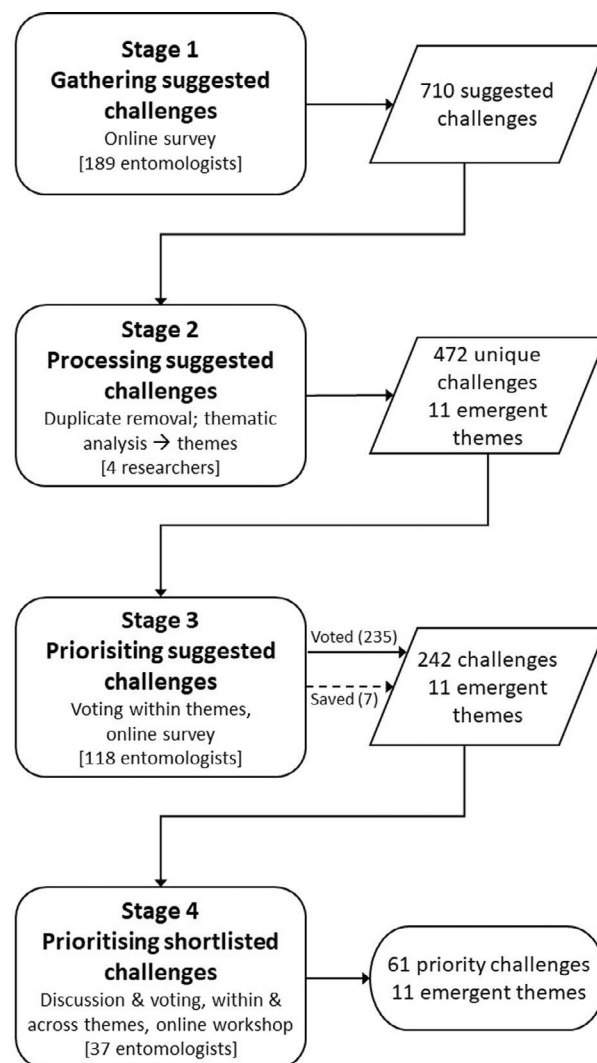 Stage 1
Gathering suggested
challenges
Online survey
[189 entomologists]
710 suggested
challenges
Stage 2
Processing suggested
challenges
Duplicate removal; thematic
analysis → themes
[4 researchers]
472 unique
challenges
11 emergent
themes
Stage 3
Priorisiting suggested
challenges
Voting within themes,
online survey
[118 entomologists]
Voted (235)
Saved (7)
242 challenges
11 emergent
themes
Stage 4
Prioritising shortlisted
challenges
Discussion & voting, within &
across themes, online workshop
[37 entomologists]
61 priority challenges
11 emergent themes